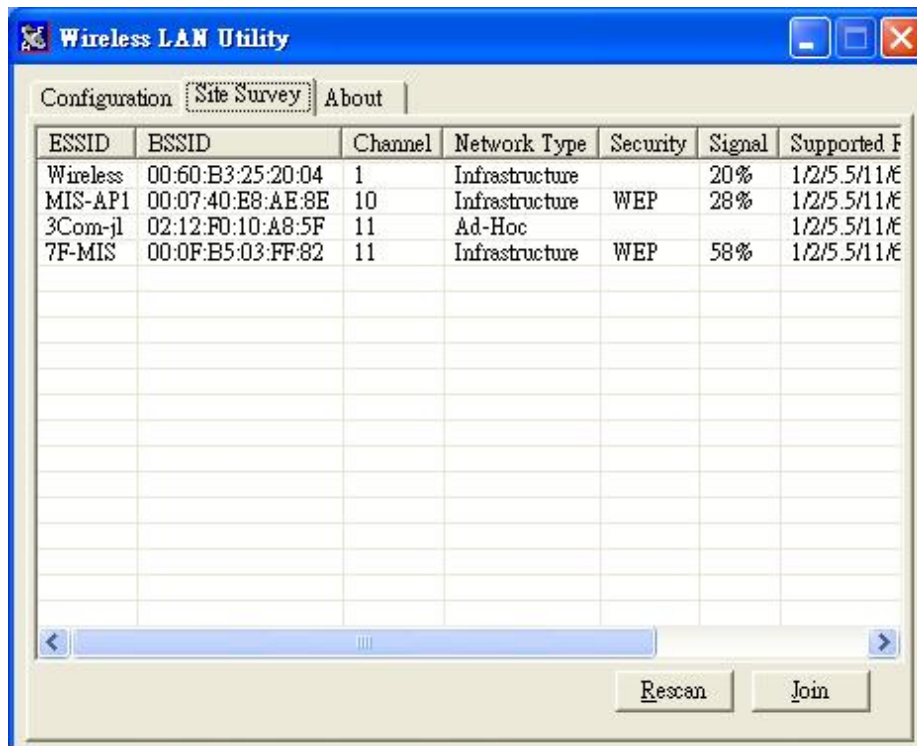 Wireless LAN Utility
Configuration Site Survey About
ESSID BSSID Channel Network Type Security Signal Supported
Wireless 00:60:B3:25:20:04 1 Infrastructure 20% 1/2/5.5/11/6
MIS-AP1 00:07:40:E8:AE:8E 10 Infrastructure WEP 28% 1/2/5.5/11/6
3Com-jl 02:12:F0:10:A8:5F 11 Ad-Hoc 1/2/5.5/11/6
7F-MIS 00:0F:B5:03:FF:82 11 Infrastructure WEP 58% 1/2/5.5/11/6
Rescan Join